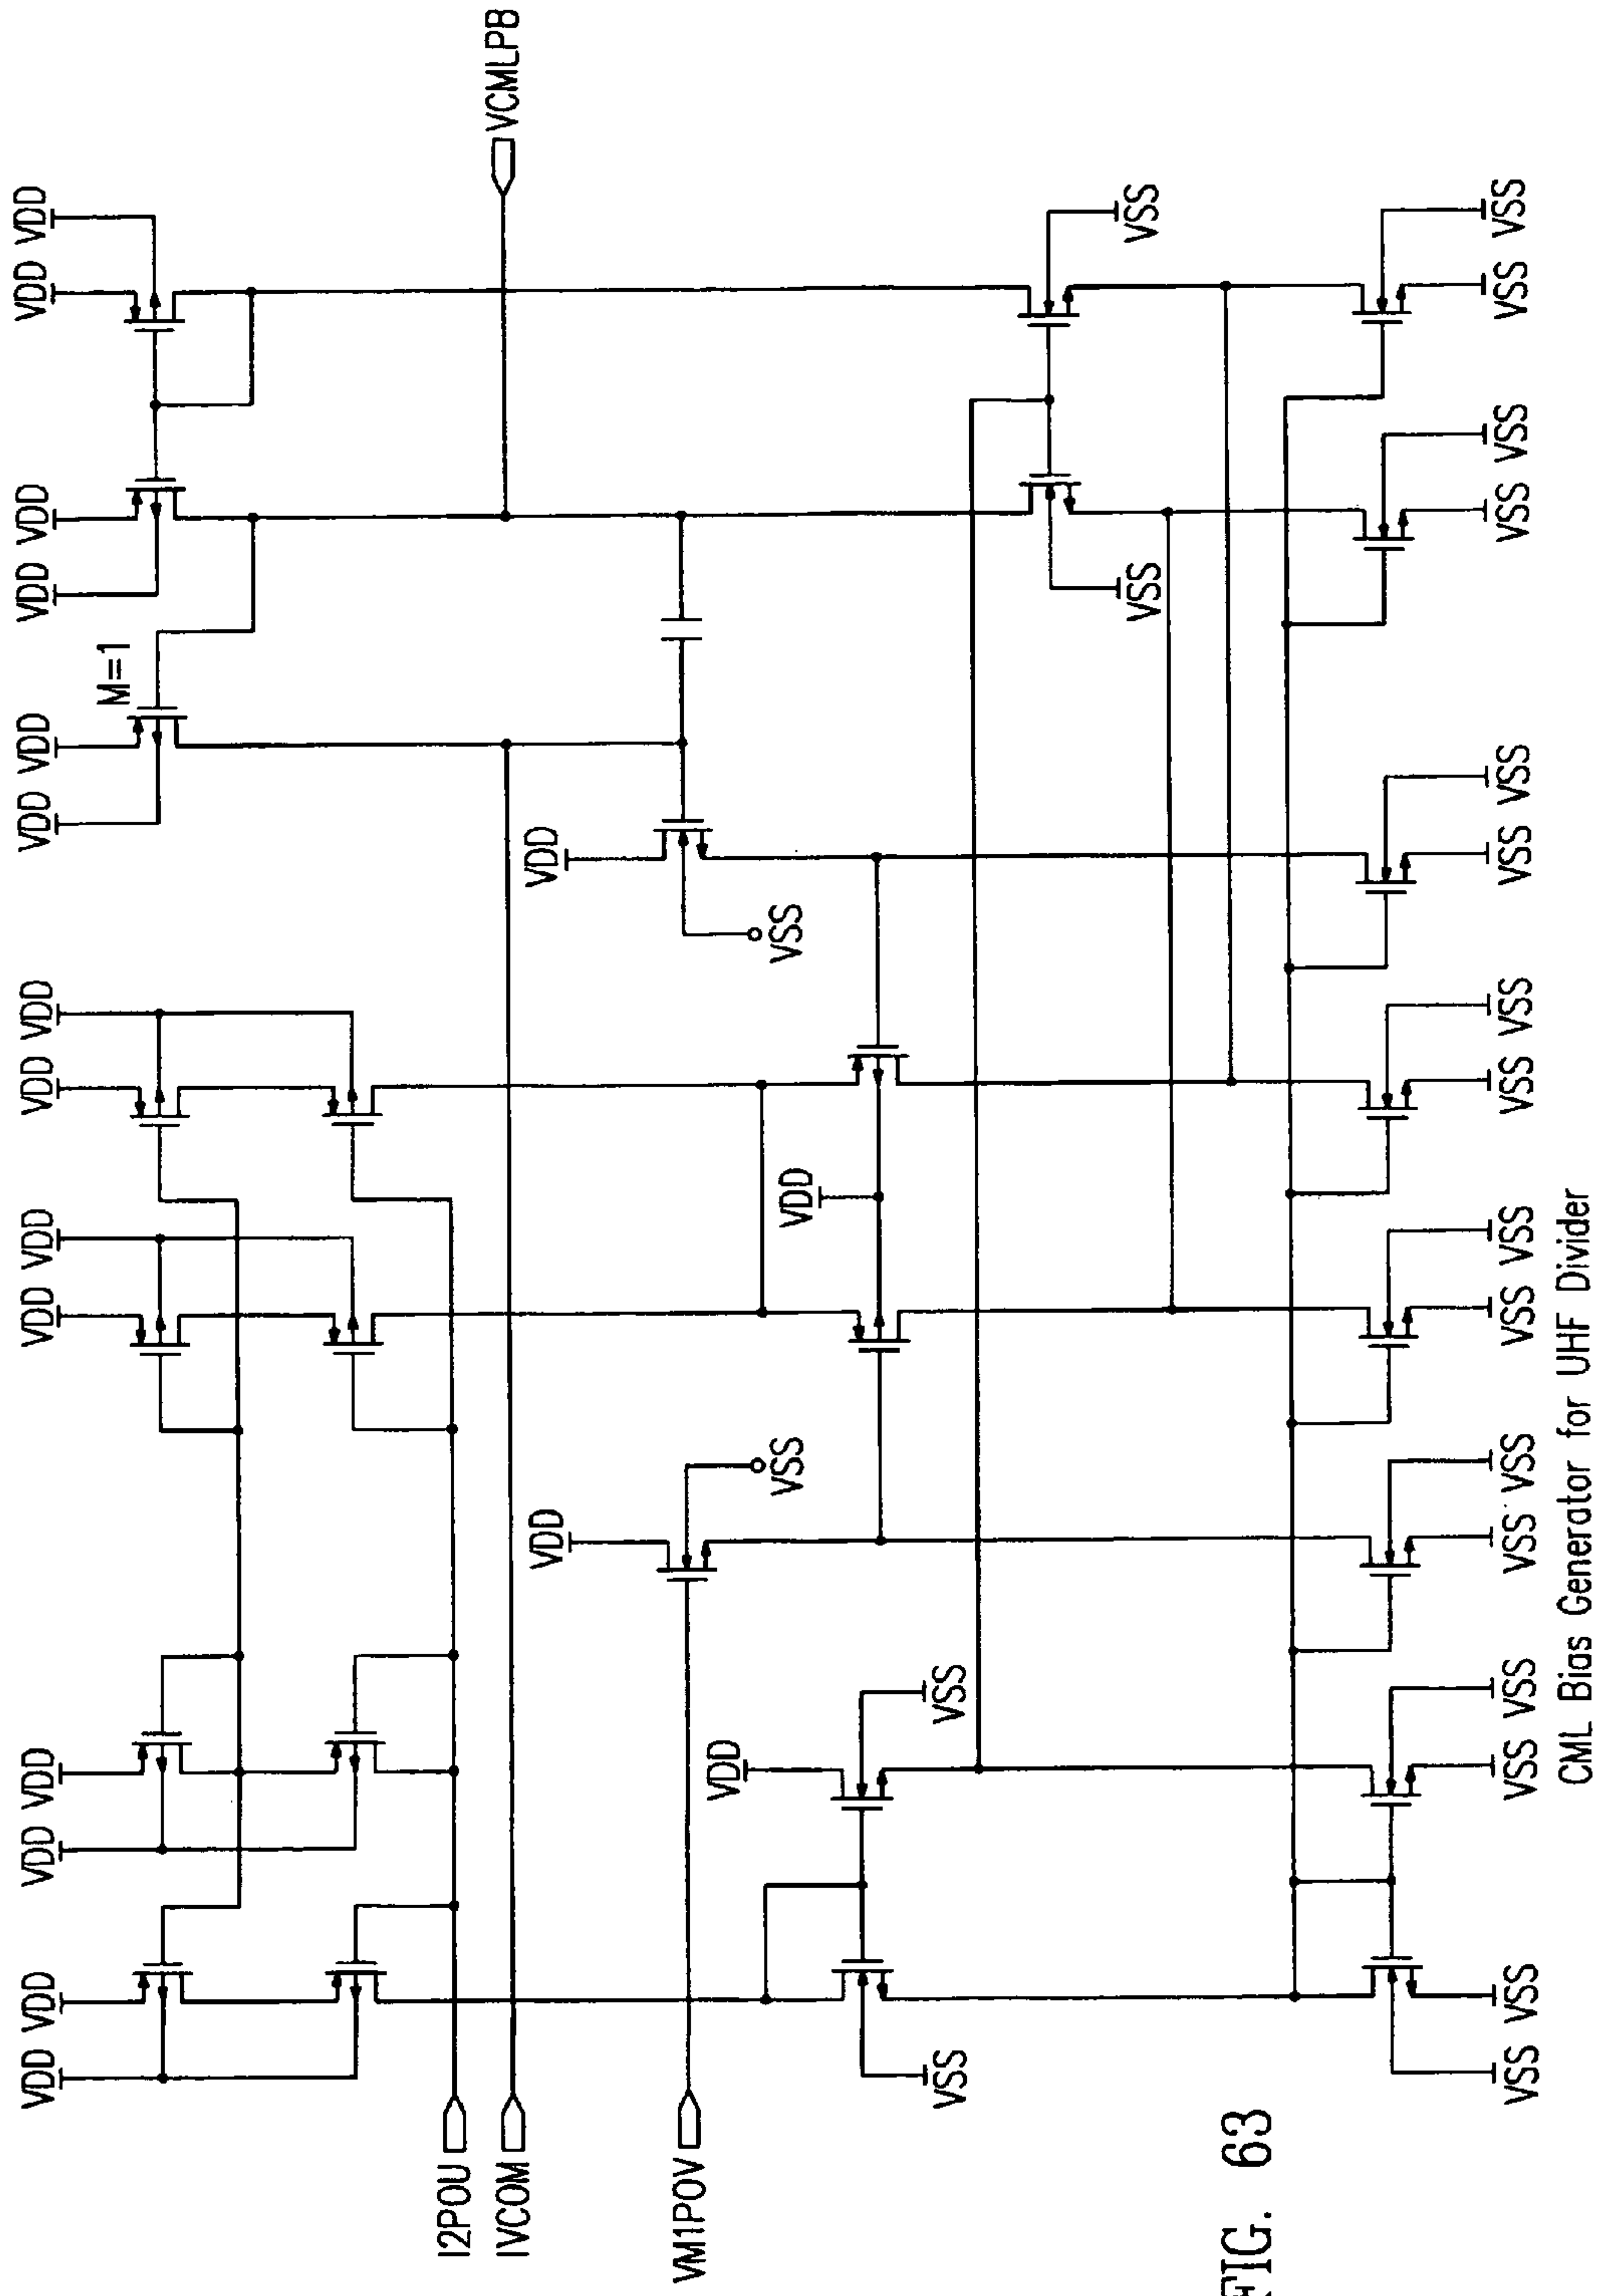 VDD VDD
VDD VDD
VDD VDD
VDD VDD
VDD VDD
VDD VDD
VDD VDD
M=1
I2POU
IVCOM
VCMLPB
VDD
VDD
VM1POV
VDD
VSS
VDD
VSS
VSS
VSS
VSS
VSS
FIG. 63
VSS VSS
VSS VSS
VSS VSS
VSS VSS
VSS VSS
VSS VSS
VSS VSS
VSS VSS
CML Bias Generator for UHF Divider